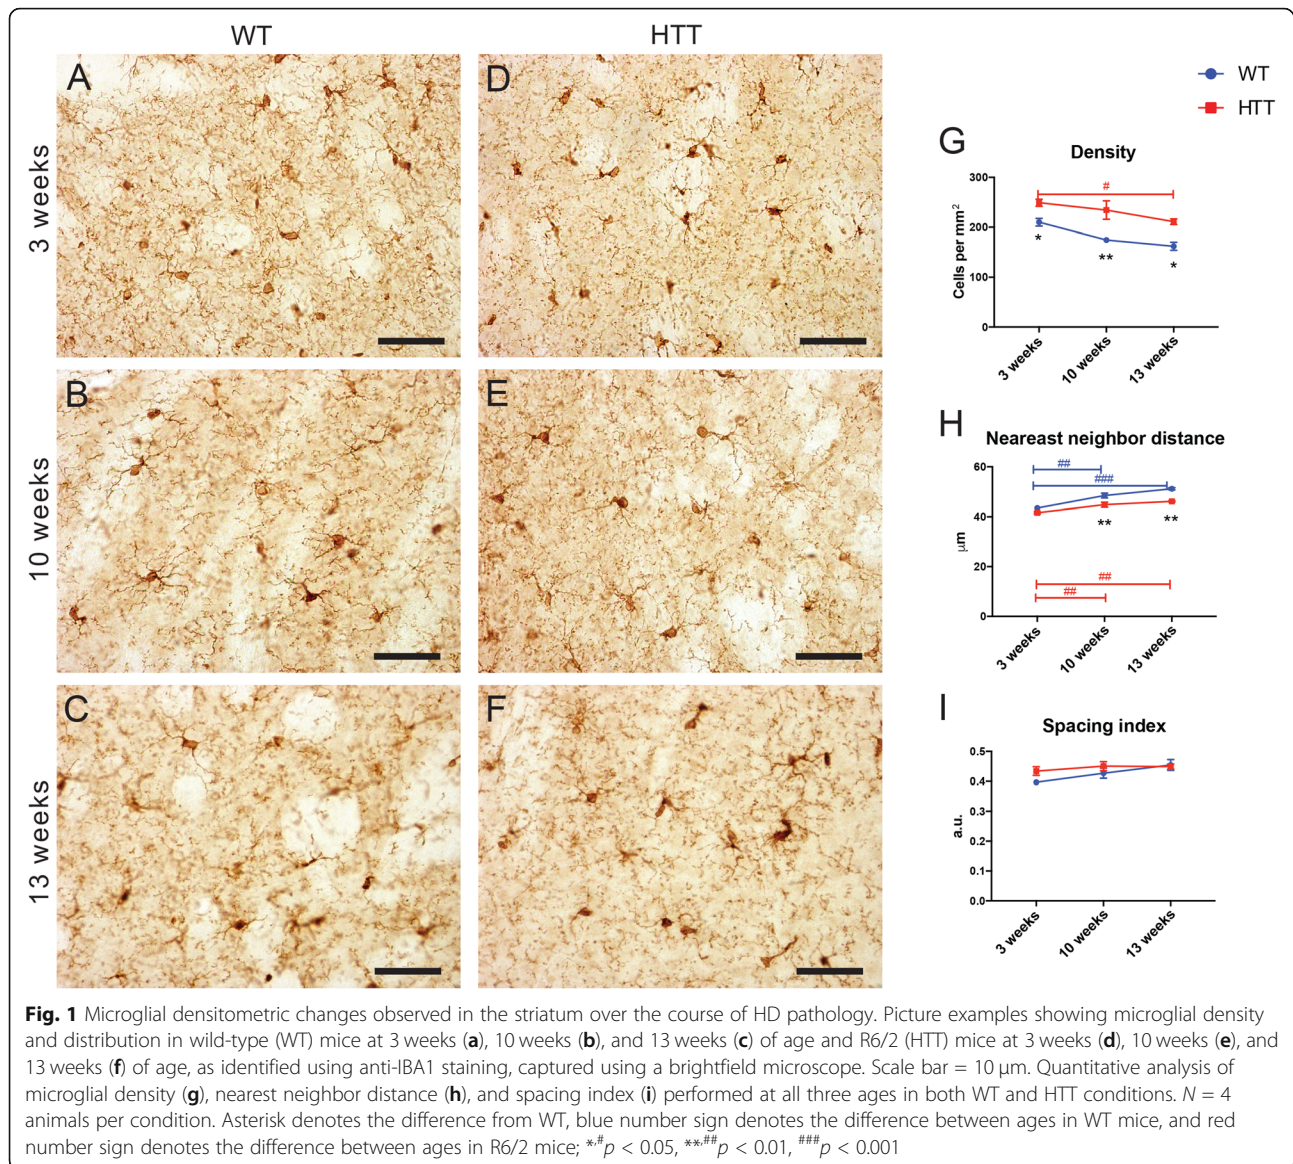 WT
HTT
3 weeks
10 weeks
13 weeks
A
D
B
E
C
F
WT
HTT
G
Density
Cells per mm²
300
200
100
0
#
*
**
*
3 weeks
10 weeks
13 weeks
H
Neareast neighbor distance
μm
60
40
20
0
##
###
**
**
##
##
3 weeks
10 weeks
13 weeks
I
Spacing index
a.u.
0.5
0.4
0.3
0.2
0.1
0.0
3 weeks
10 weeks
13 weeks
Fig. 1 Microglial densitometric changes observed in the striatum over the course of HD pathology. Picture examples showing microglial density
and distribution in wild-type (WT) mice at 3 weeks (a), 10 weeks (b), and 13 weeks (c) of age and R6/2 (HTT) mice at 3 weeks (d), 10 weeks (e), and
13 weeks (f) of age, as identified using anti-IBA1 staining, captured using a brightfield microscope. Scale bar = 10 μm. Quantitative analysis of
microglial density (g), nearest neighbor distance (h), and spacing index (i) performed at all three ages in both WT and HTT conditions. N = 4
animals per condition. Asterisk denotes the difference from WT, blue number sign denotes the difference between ages in WT mice, and red
number sign denotes the difference between ages in R6/2 mice; *,#p < 0.05, **,##p < 0.01, ###p < 0.001